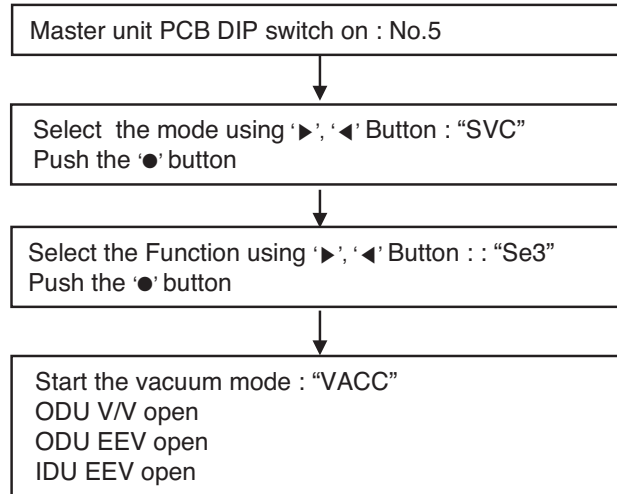 Master unit PCB DIP switch on : No.5
Select the mode using ‘▶’, ‘◀’ Button : “SVC”
Push the ‘●’ button
Select the Function using ‘▶’, ‘◀’ Button : : “Se3”
Push the ‘●’ button
Start the vacuum mode : “VACC”
ODU V/V open
ODU EEV open
IDU EEV open